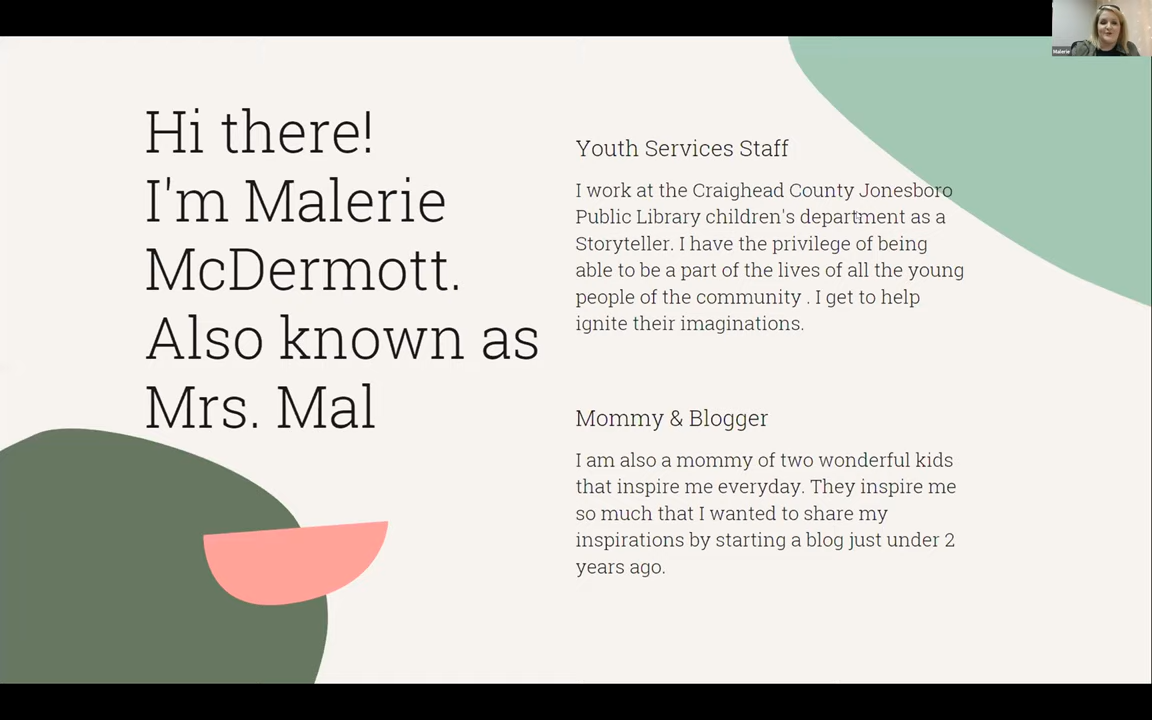 Hi there!
I'm Malerie
McDermott.
Also known as
Mrs. Mal
Youth Services Staff
I work at the Craighead County Jonesboro
Public Library children's department as a
Storyteller. I have the privilege of being
able to be a part of the lives of all the young
people of the community . I get to help
ignite their imaginations.
Mommy & Blogger
I am also a mommy of two wonderful kids
that inspire me everyday. They inspire me
so much that I wanted to share my
inspirations by starting a blog just under 2
years ago.
Malerie